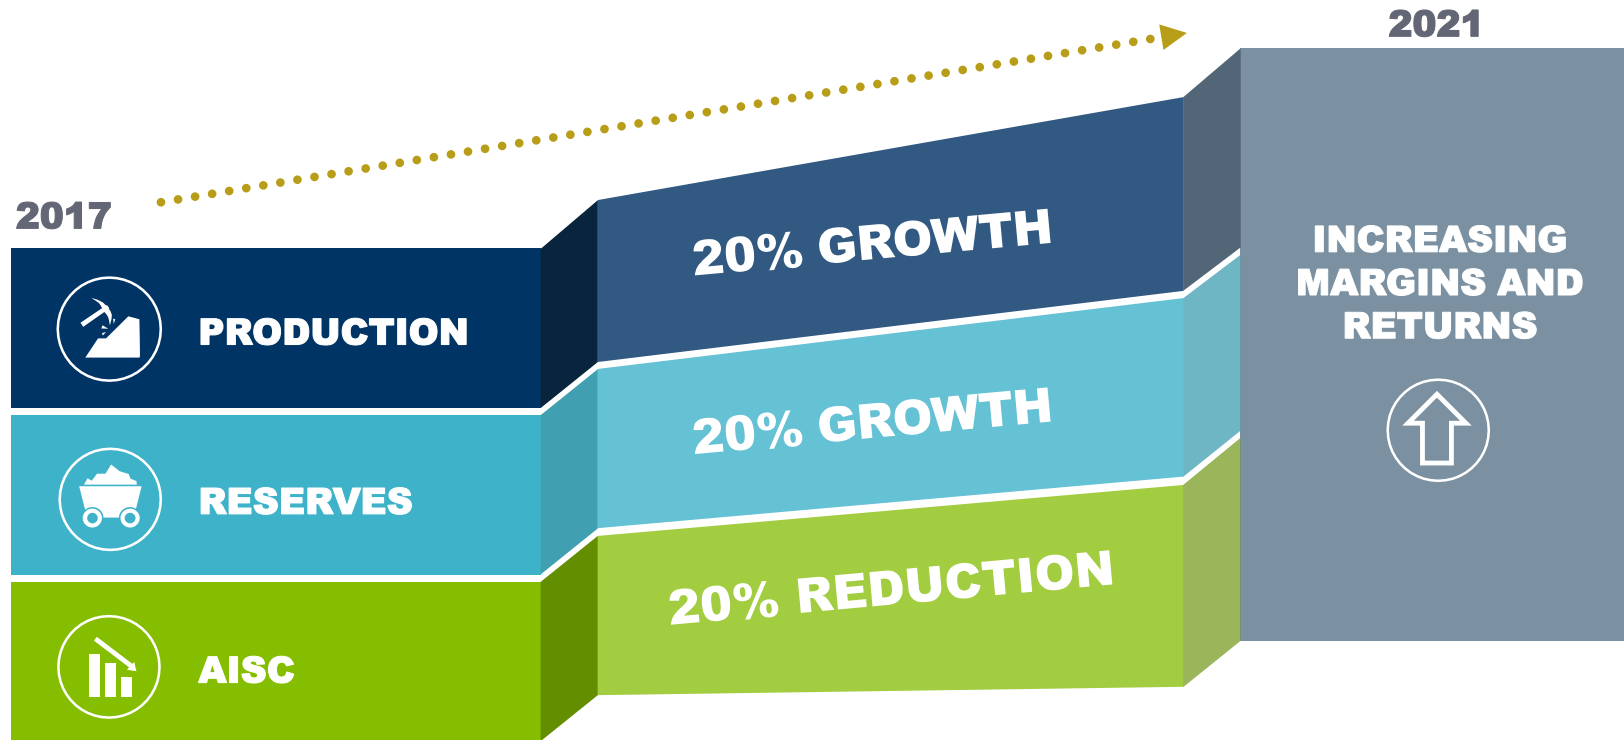 2021
2017
PRODUCTION
20% GROWTH
RESERVES
20% GROWTH
AISC
20% REDUCTION
INCREASING
MARGINS AND
RETURNS